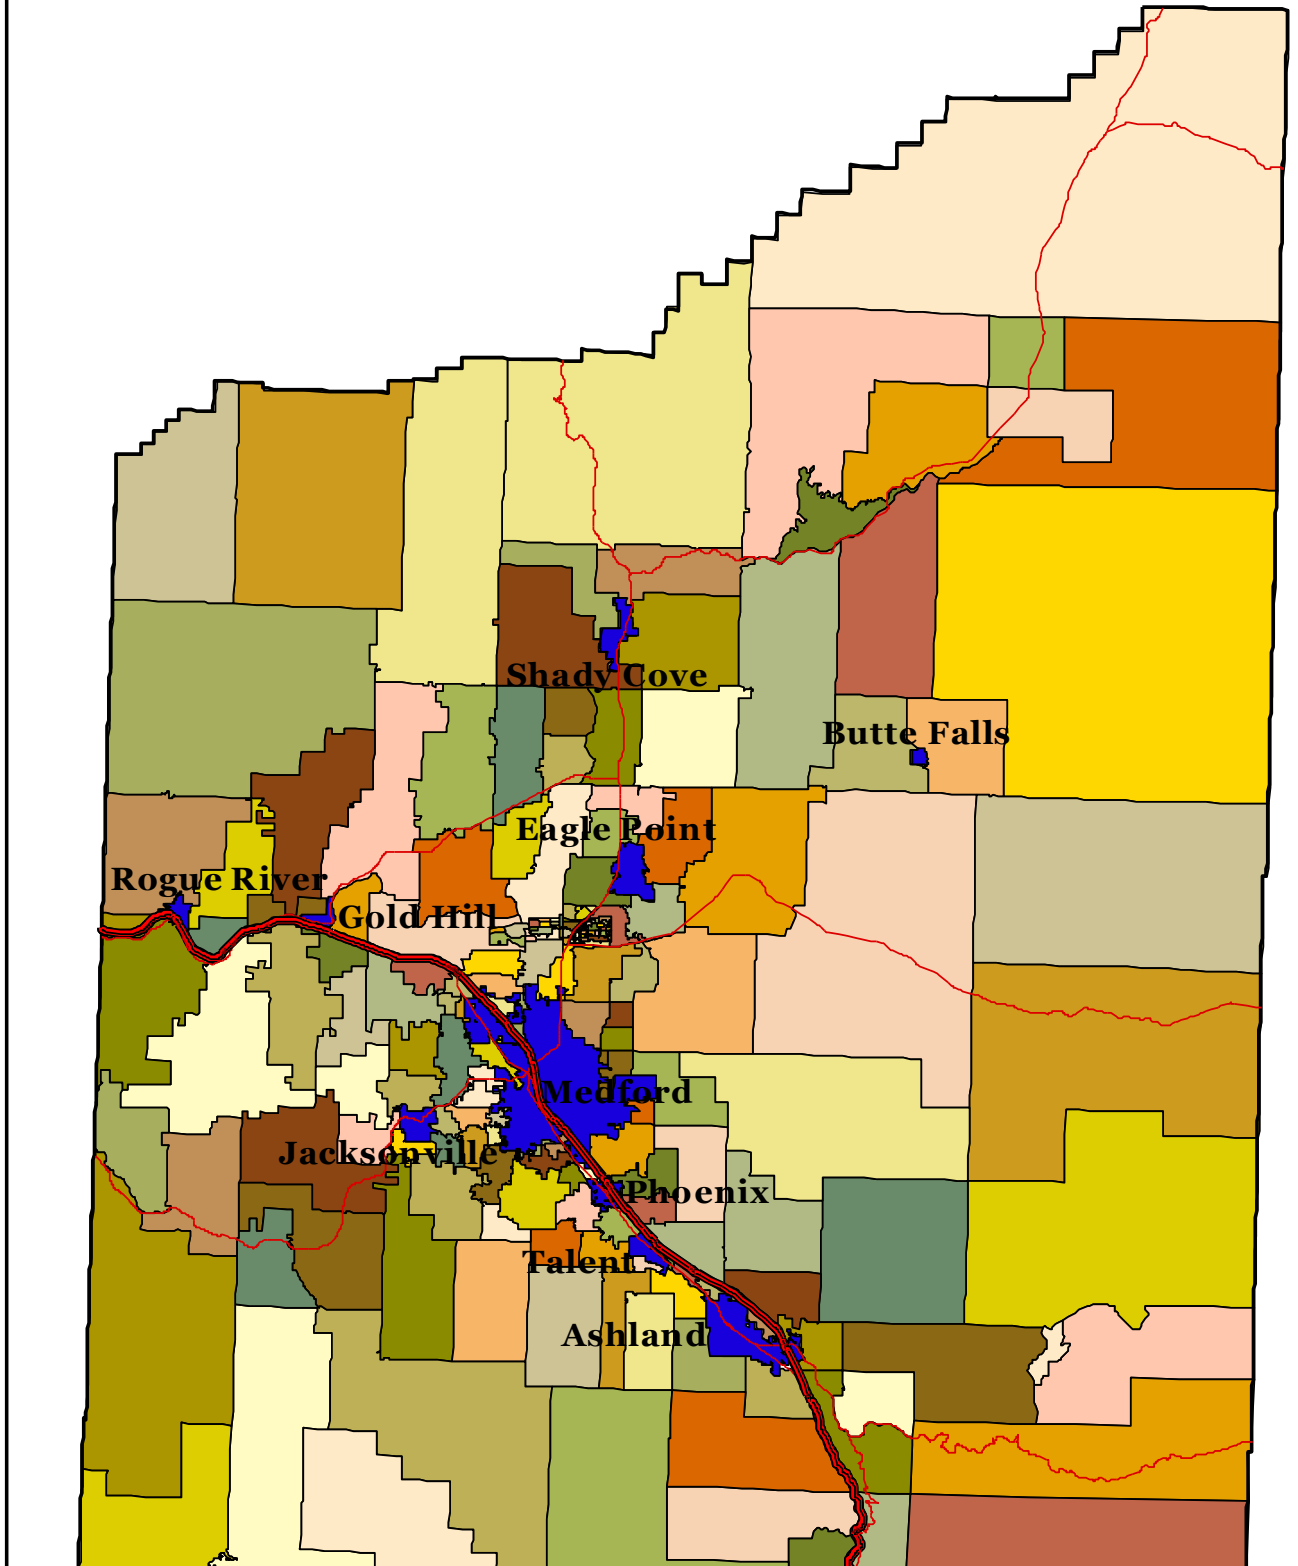 Shady Cove
Butte Falls
Eagle Point
Rogue River
Gold Hill
Medford
Jacksonville
Phoenix
Talent
Ashland